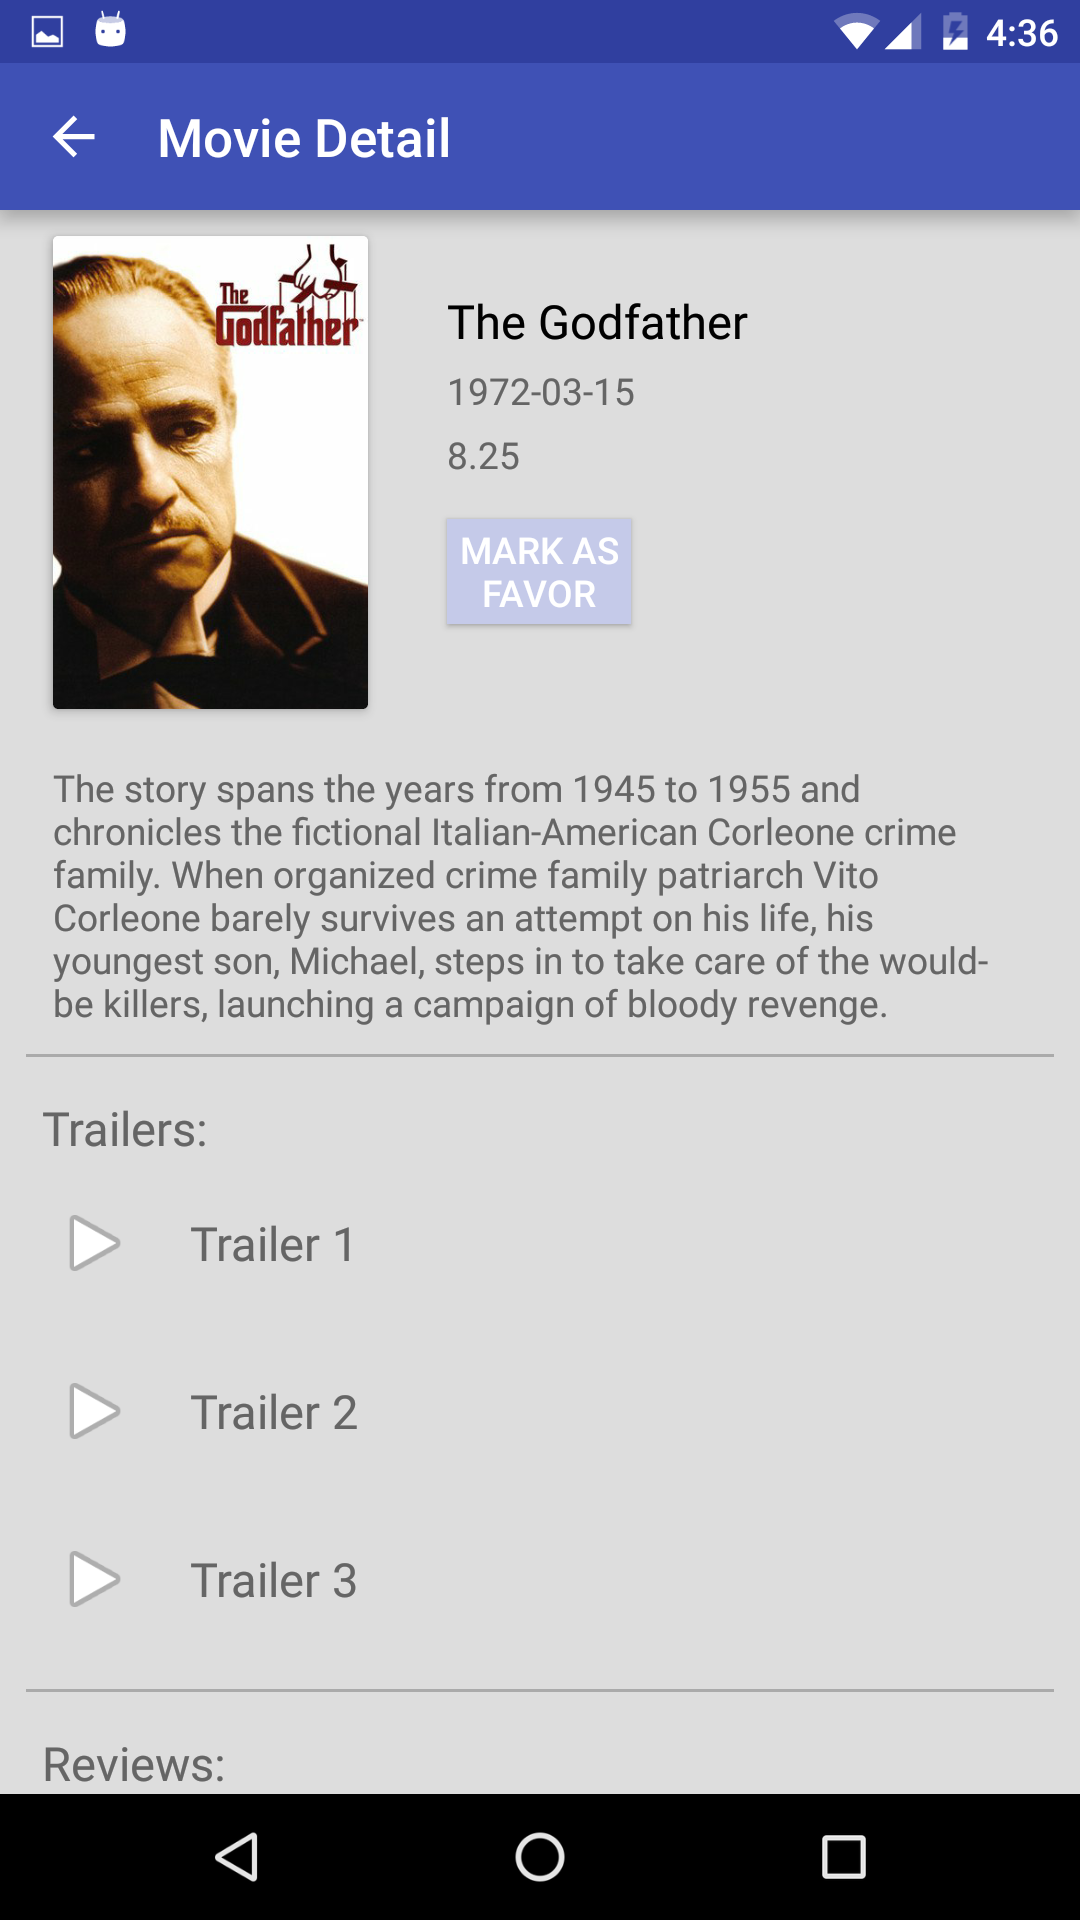 4:36
Movie Detail
The
Godfather
The Godfather
1972-03-15
8.25
MARK AS
FAVOR
The story spans the years from 1945 to 1955 and
chronicles the fictional Italian-American Corleone crime
family. When organized crime family patriarch Vito
Corleone barely survives an attempt on his life, his
youngest son, Michael, steps in to take care of the would-
be killers, launching a campaign of bloody revenge.
Trailers:
Trailer 1
Trailer 2
Trailer 3
Reviews: